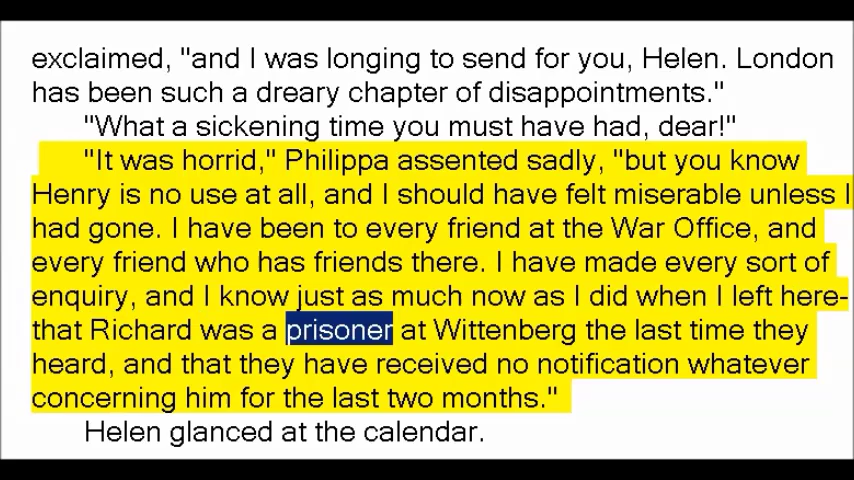 exclaimed, "and I was longing to send for you, Helen. London
has been such a dreary chapter of disappointments."
"What a sickening time you must have had, dear!"
"It was horrid," Philippa assented sadly, "but you know
Henry is no use at all, and I should have felt miserable unless I
had gone. I have been to every friend at the War Office, and
every friend who has friends there. I have made every sort of
enquiry, and I know just as much now as I did when I left here-
that Richard was a prisoner at Wittenberg the last time they
heard, and that they have received no notification whatever
concerning him for the last two months."
Helen glanced at the calendar.